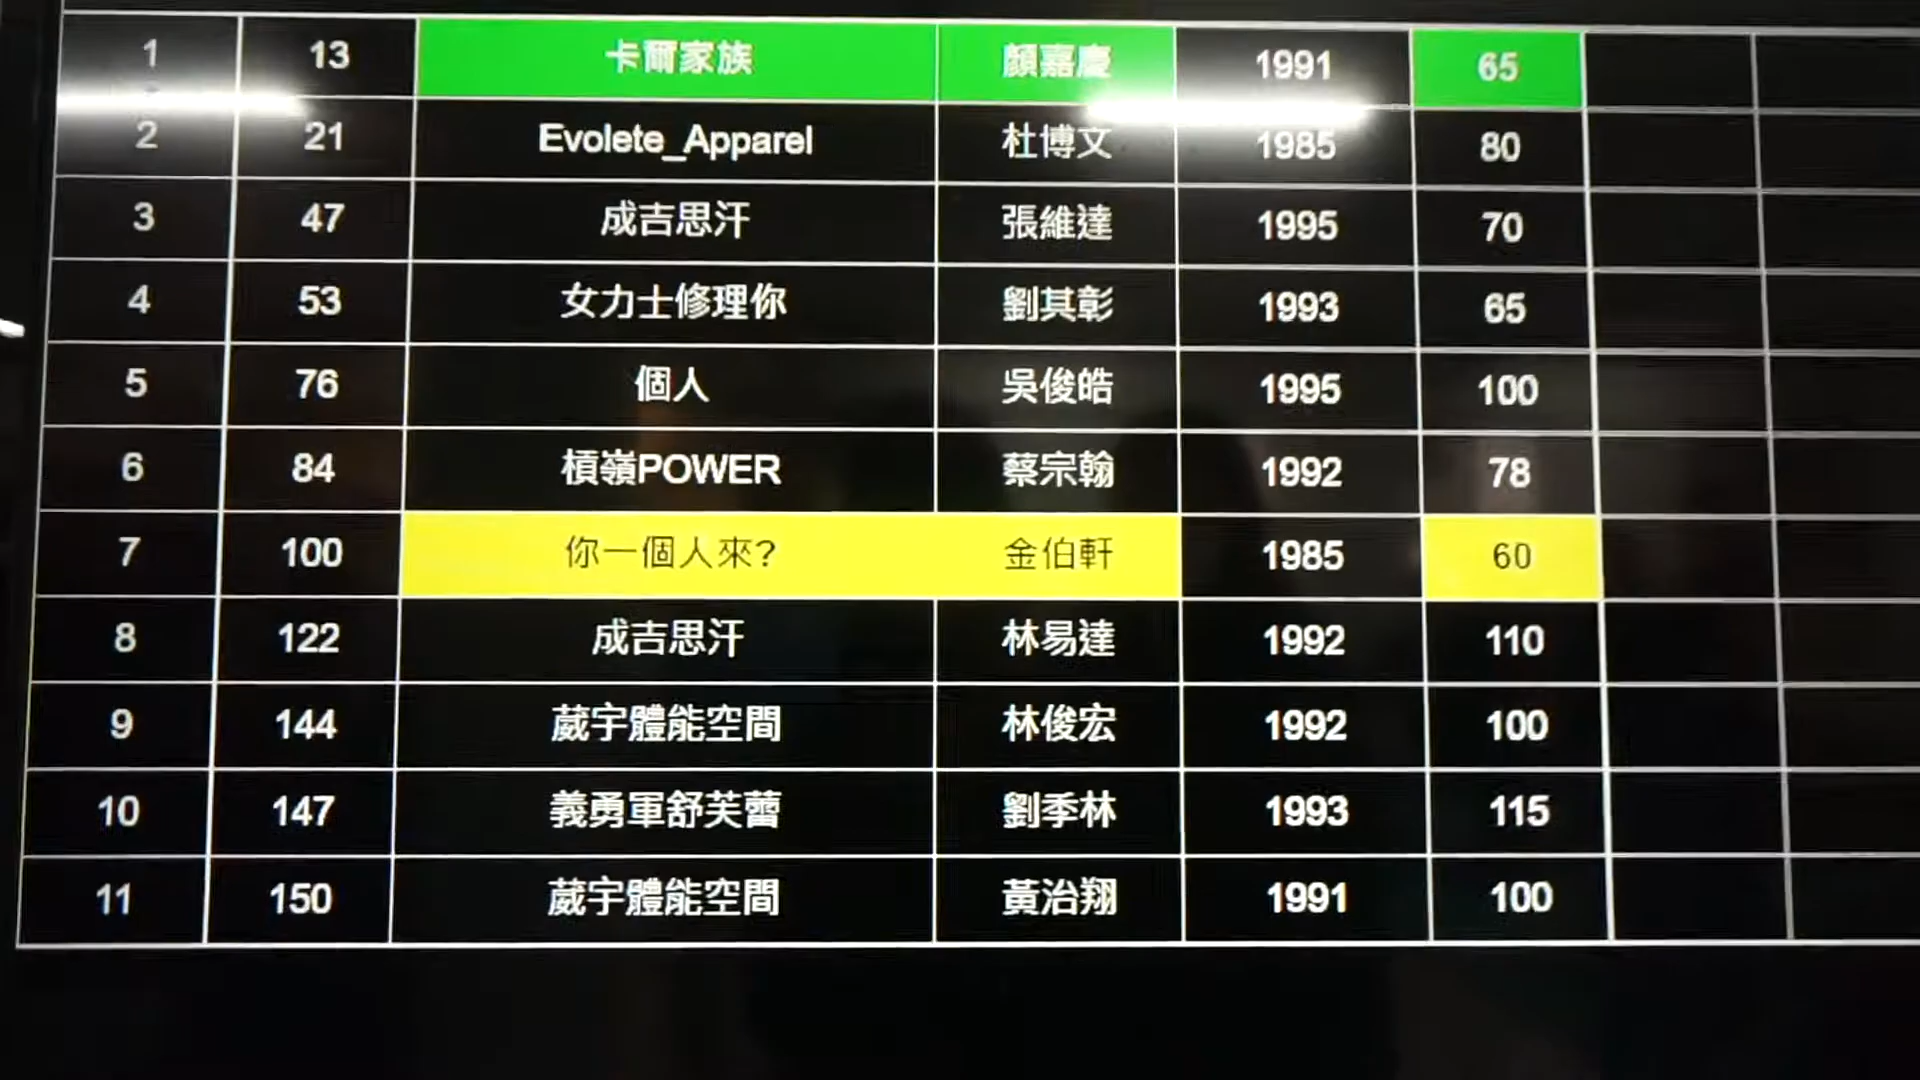 1 13 卡爾家族 顏嘉慶 1991 65
2 21 Evolete_Apparel 杜博文 1985 80
3 47 成吉思汗 張維達 1995 70
4 53 女力士修理你 劉其彰 1993 65
5 76 個人 吳俊皓 1995 100
6 84 槓嶺POWER 蔡宗翰 1992 78
7 100 你一個人來? 金伯軒 1985 60
8 122 成吉思汗 林易達 1992 110
9 144 葳宇體能空間 林俊宏 1992 100
10 147 義勇軍舒芙蕾 劉季林 1993 115
11 150 葳宇體能空間 黃治翔 1991 100